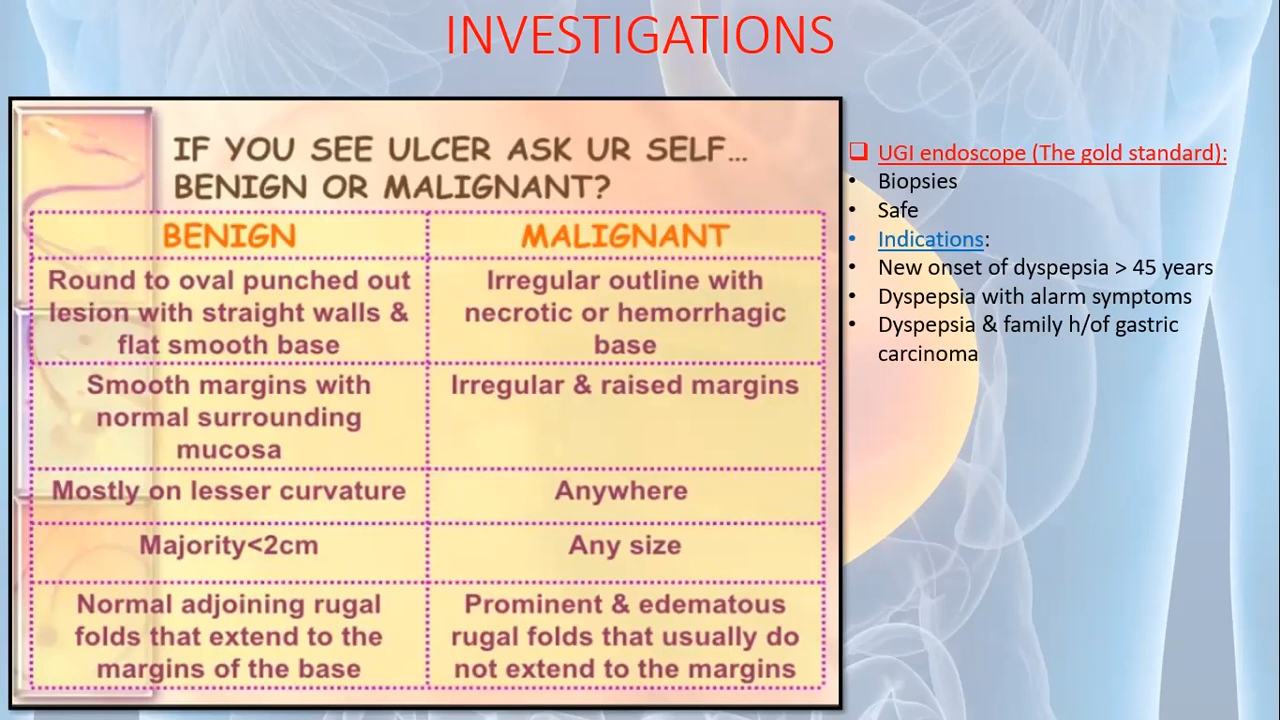 INVESTIGATIONS
IF YOU SEE ULCER ASK UR SELF...
BENIGN OR MALIGNANT?
BENIGN
MALIGNANT
Round to oval punched out
lesion with straight walls &
flat smooth base
Irregular outline with
necrotic or hemorrhagic
base
Smooth margins with
normal surrounding
mucosa
Irregular & raised margins
Mostly on lesser curvature
Anywhere
Majority<2cm
Any size
Normal adjoining rugal
folds that extend to the
margins of the base
Prominent & edematous
rugal folds that usually do
not extend to the margins
❑ UGI endoscope (The gold standard):
• Biopsies
• Safe
• Indications:
• New onset of dyspepsia > 45 years
• Dyspepsia with alarm symptoms
• Dyspepsia & family h/of gastric
carcinoma